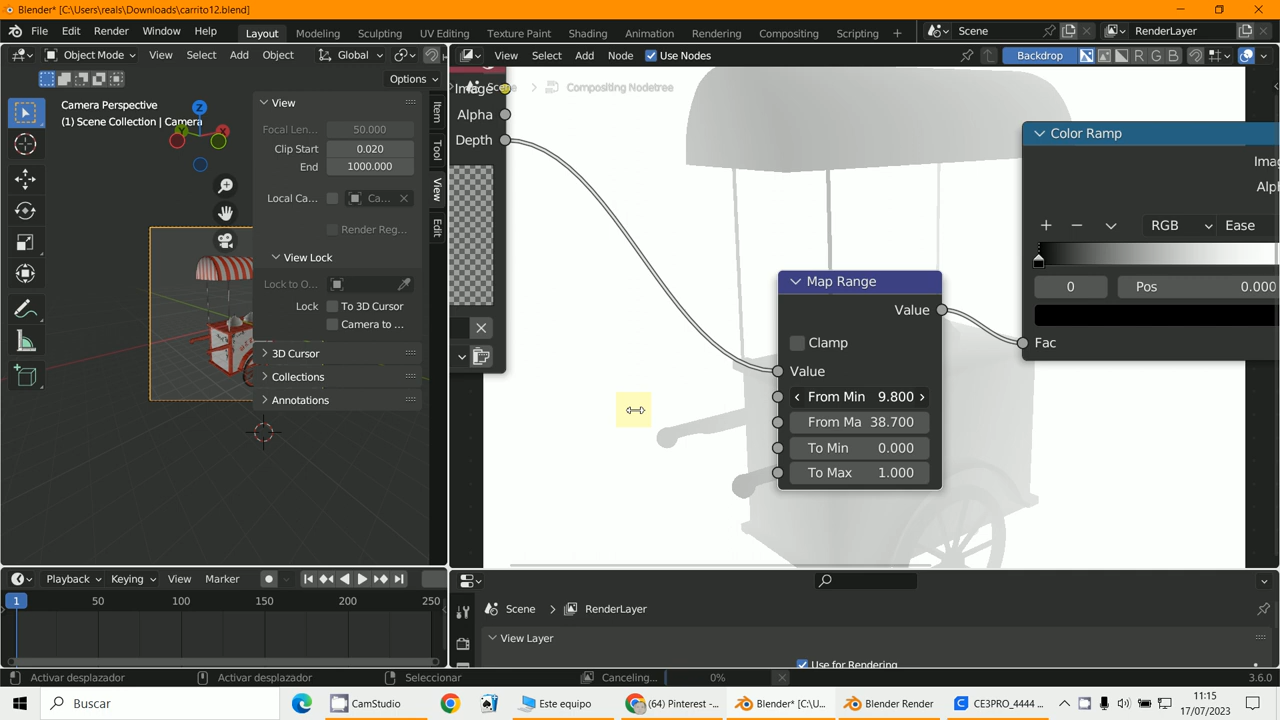 Blender* [C:\Users\reals\Downloads\carrito12.blend]
File Edit Render Window Help Layout Modeling Sculpting UV Editing Texture Paint Shading Animation Rendering Compositing Scripting + Scene RenderLayer
Object Mode View Select Add Object Global
View Select Add Node Use Nodes Backdrop R G B
Options
Camera Perspective
(1) Scene Collection | Camera
View
Focal Len... 50.000
Clip Start 0.020
End 1000.000
Local Ca... Ca...
Render Reg...
View Lock
Lock to O...
Lock To 3D Cursor
Camera to ...
3D Cursor
Collections
Annotations
Item
Tool
View
Edit
Z
Scene > Compositing Nodetree
Image
Alpha
Depth
Map Range
Value
Clamp
Value
From Min 9.800
From Ma 38.700
To Min 0.000
To Max 1.000
Color Ramp
Ima
Alp
RGB Ease
0 Pos 0.000
Fac
Playback Keying View Marker
1 50 100 150 200 250
Scene > RenderLayer
View Layer
Use for Rendering
Activar desplazador Activar desplazador Seleccionar Canceling... 0% 3.6.0
Buscar CamStudio Este equipo (64) Pinterest -... Blender* [C:\U... Blender Render CE3PRO_4444 ... 11:15
17/07/2023